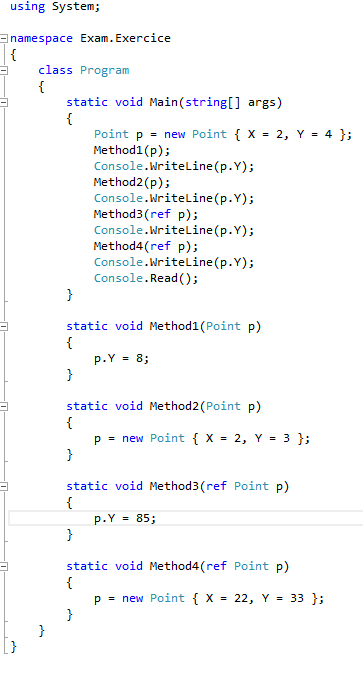 using System;
namespace Exam.Exercice
{
class Program
{
static void Main(string[] args)
{
Point p = new Point { X = 2, Y = 4 };
Method1(p);
Console.WriteLine(p.Y);
Method2(p);
Console.WriteLine(p.Y);
Method3(ref p);
Console.WriteLine(p.Y);
Method4(ref p);
Console.WriteLine(p.Y);
Console.Read();
}
static void Method1(Point p)
{
p.Y = 8;
}
static void Method2(Point p)
{
p = new Point { X = 2, Y = 3 };
}
static void Method3(ref Point p)
{
p.Y = 85;
}
static void Method4(ref Point p)
{
p = new Point { X = 22, Y = 33 };
}
}
}